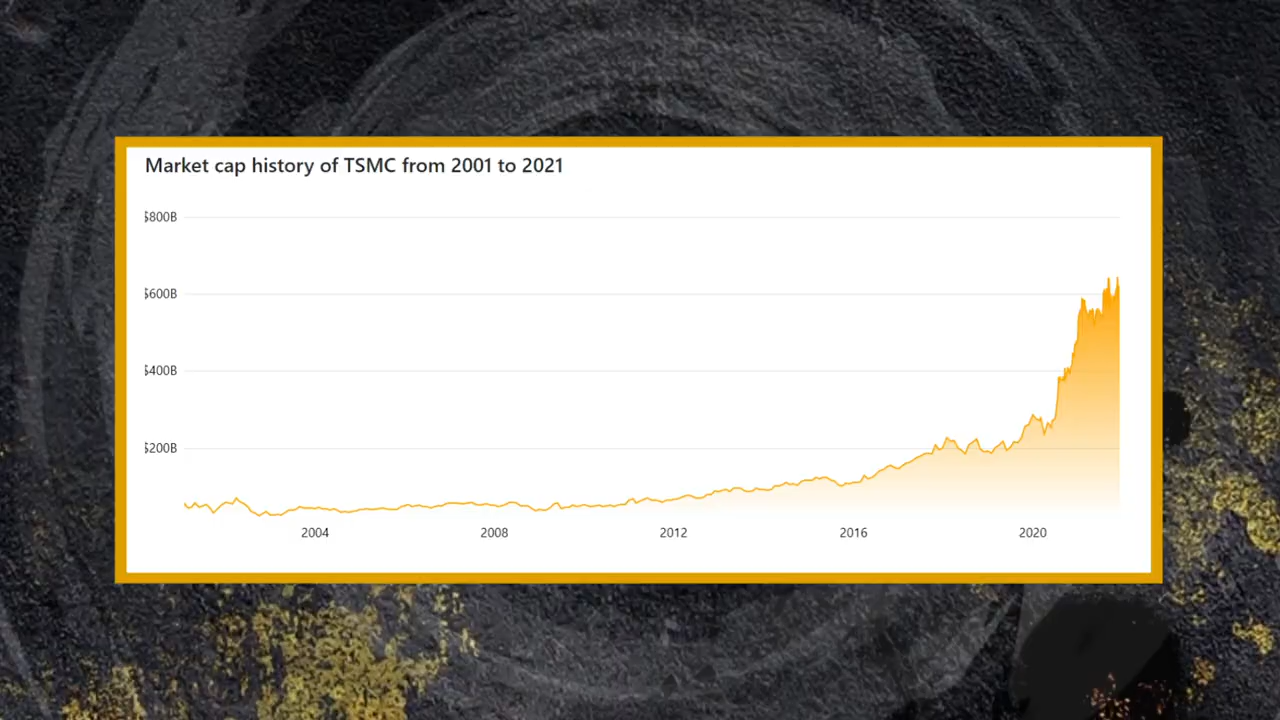 Market cap history of TSMC from 2001 to 2021
$800B
$600B
$400B
$200B
2004 2008 2012 2016 2020